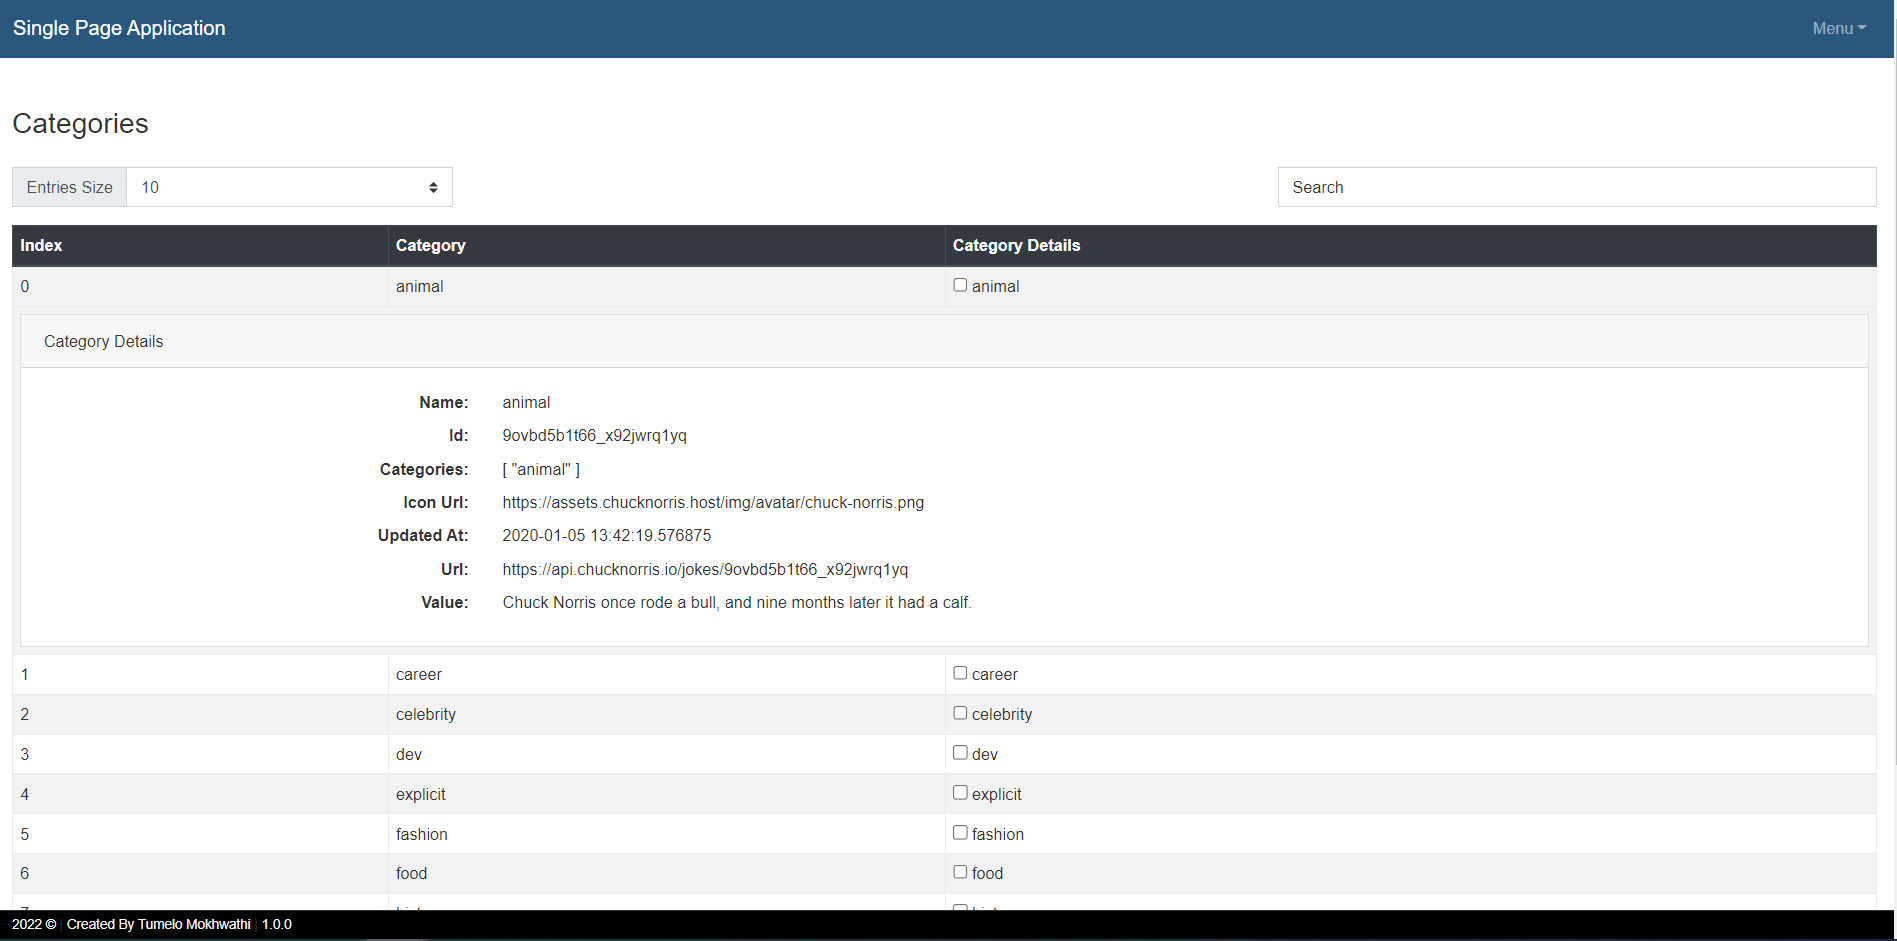 Single Page Application Menu
Categories
Entries Size 10 Search
Index Category Category Details
0 animal animal
Category Details
Name: animal
Id: 9ovbd5b1t66_x92jwrq1yq
Categories: [ "animal" ]
Icon Url: https://assets.chucknorris.host/img/avatar/chuck-norris.png
Updated At: 2020-01-05 13:42:19.576875
Url: https://api.chucknorris.io/jokes/9ovbd5b1t66_x92jwrq1yq
Value: Chuck Norris once rode a bull, and nine months later it had a calf.
1 career career
2 celebrity celebrity
3 dev dev
4 explicit explicit
5 fashion fashion
6 food food
2022 © | Created By Tumelo Mokhwathi | 1.0.0